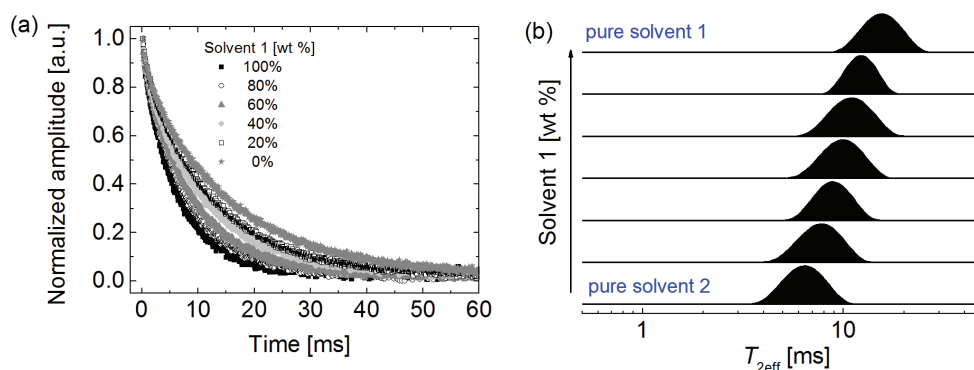 (a)
Normalized amplitude [a.u.]
1.0
0.8
0.6
0.4
0.2
0.0
Solvent 1 [wt %]
100%
80%
60%
40%
20%
0%
0 10 20 30 40 50 60
Time [ms]
(b)
pure solvent 1
Solvent 1 [wt %]
pure solvent 2
1 10
T2eff [ms]